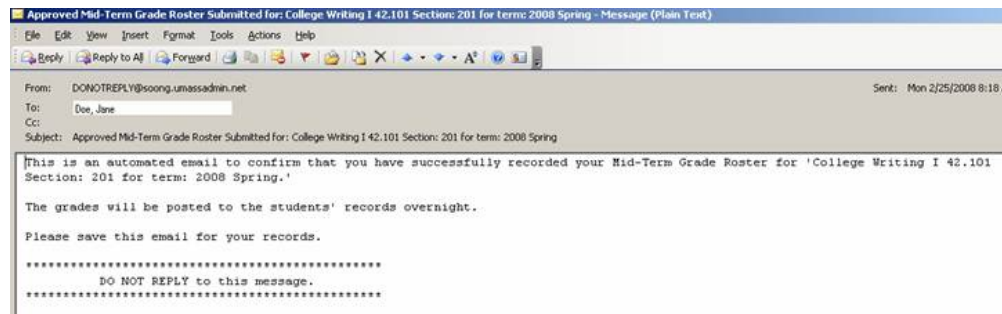 Approved Mid-Term Grade Roster Submitted for: College Writing I 42.101 Section: 201 for term: 2008 Spring - Message (Plain Text)
File Edit View Insert Format Tools Actions Help
Reply Reply to All Forward
From: DONOTREPLY@soong.umassadmin.net Sent: Mon 2/25/2008 8:18
To: Doe, Jane
Cc:
Subject: Approved Mid-Term Grade Roster Submitted for: College Writing I 42.101 Section: 201 for term: 2008 Spring
This is an automated email to confirm that you have successfully recorded your Mid-Term Grade Roster for 'College Writing I 42.101
Section: 201 for term: 2008 Spring.'
The grades will be posted to the students' records overnight.
Please save this email for your records.
************************************************
DO NOT REPLY to this message.
************************************************